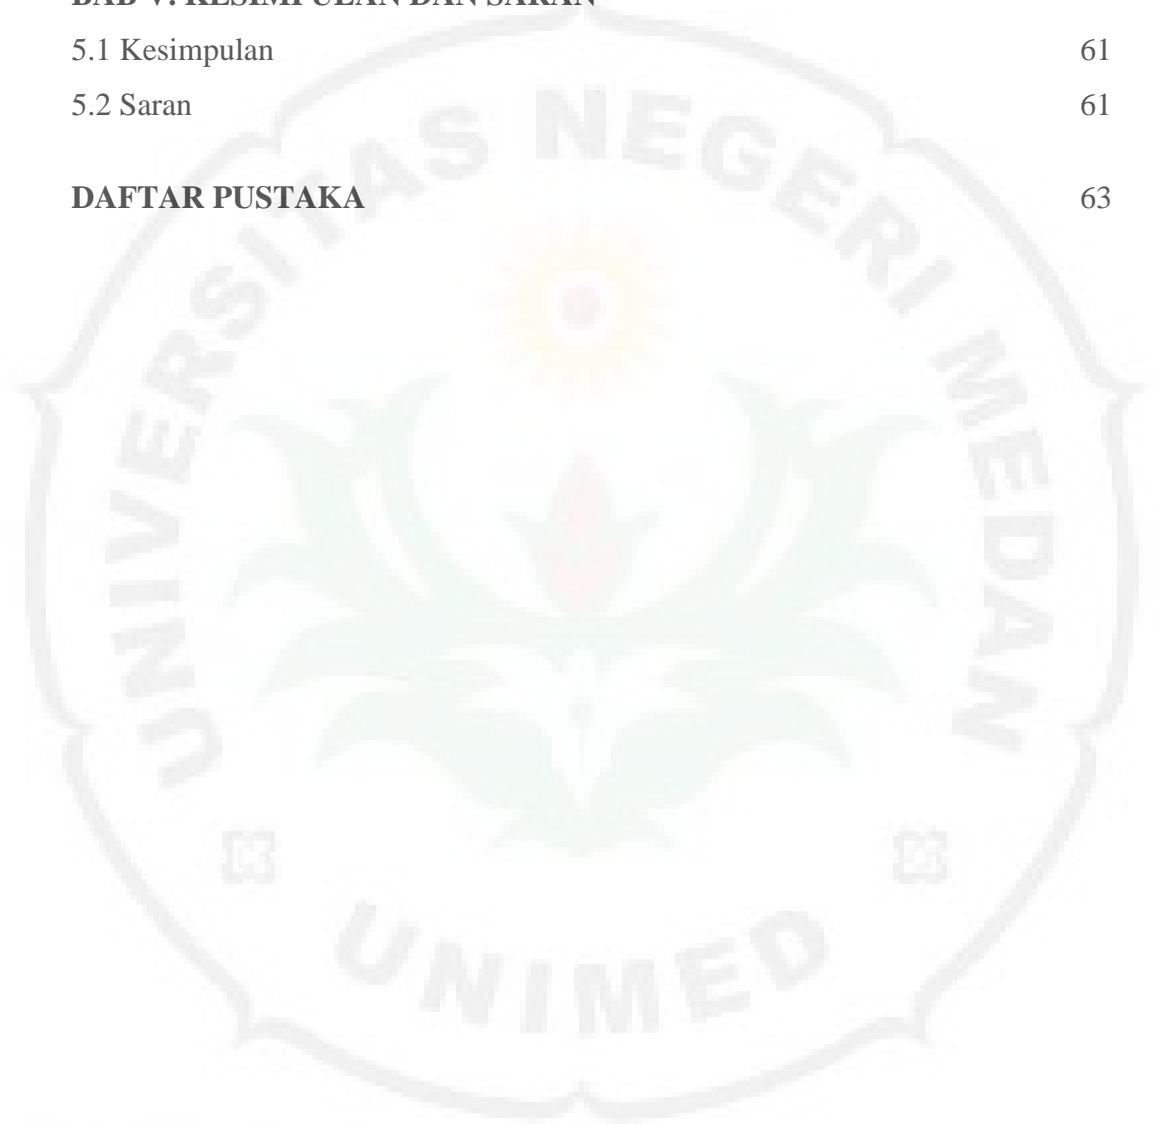 BAB V. KESIMPULAN DAN SARAN
5.1 Kesimpulan 61
5.2 Saran 61
DAFTAR PUSTAKA 63
UNIVERSITAS NEGERI MEDAN
UNIMED